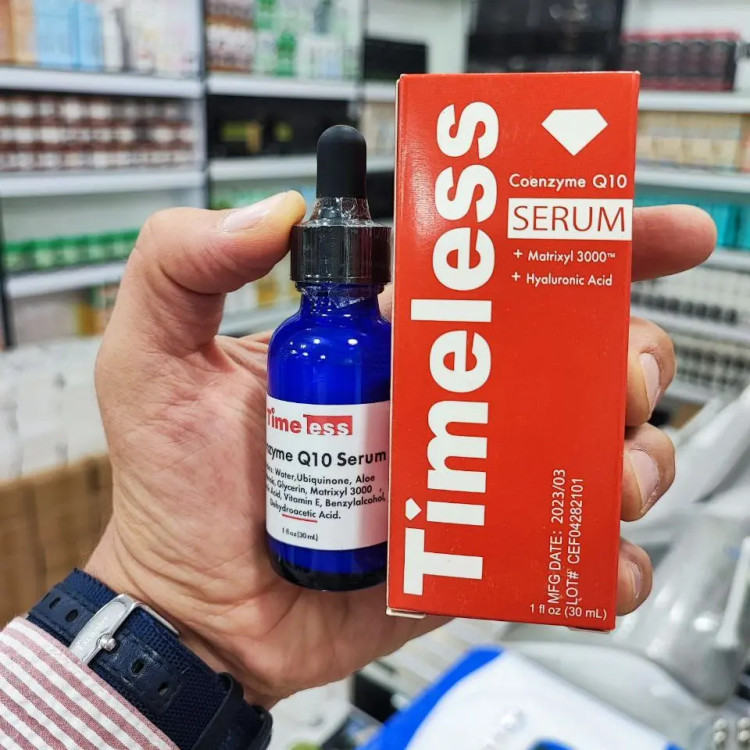 Timeless
Coenzyme Q10
SERUM
+ Matrixyl 3000™
+ Hyaluronic Acid
MFG DATE: 2023/03
LOT# CEF04282101
1 fl oz (30 mL)
Timeless
Q10 Serum
Water,Ubiquinone, Aloe
Glycerin, Matrixyl 3000
Acid, Vitamin E, Benzylalcohol,
Dehydroacetic Acid.
1 fl oz (30 mL)